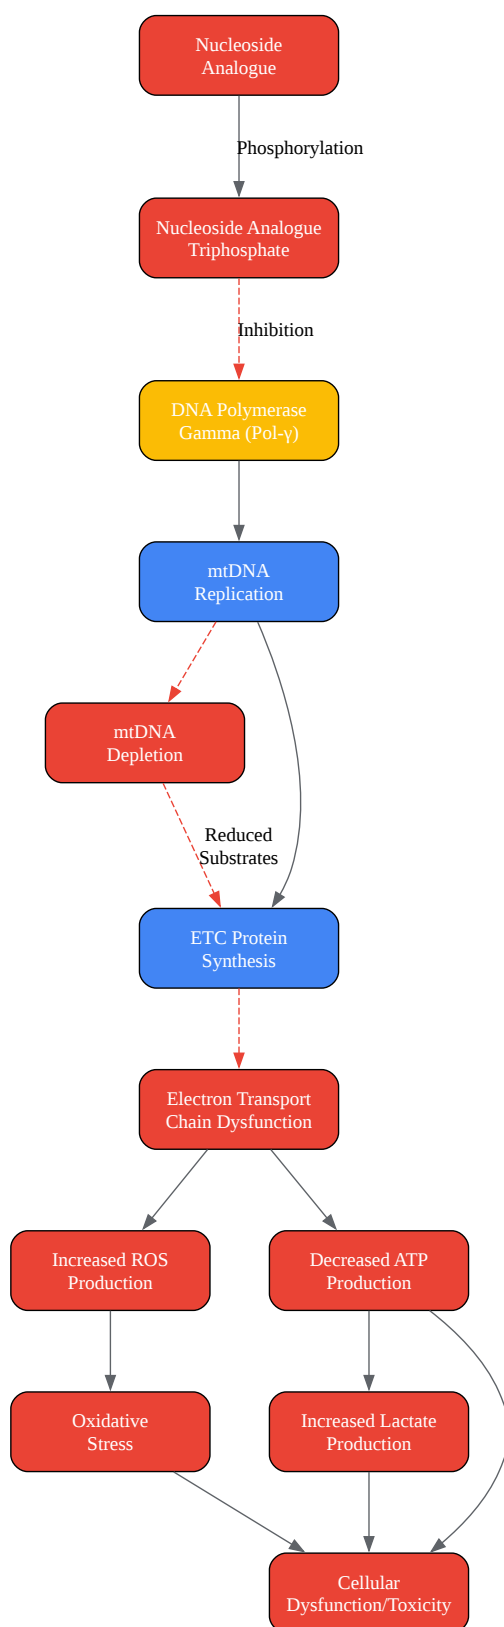 Nucleoside
Analogue
Phosphorylation
Nucleoside Analogue
Triphosphate
Inhibition
DNA Polymerase
Gamma (Pol-γ)
mtDNA
Replication
mtDNA
Depletion
Reduced
Substrates
ETC Protein
Synthesis
Electron Transport
Chain Dysfunction
Increased ROS
Production
Decreased ATP
Production
Oxidative
Stress
Increased Lactate
Production
Cellular
Dysfunction/Toxicity